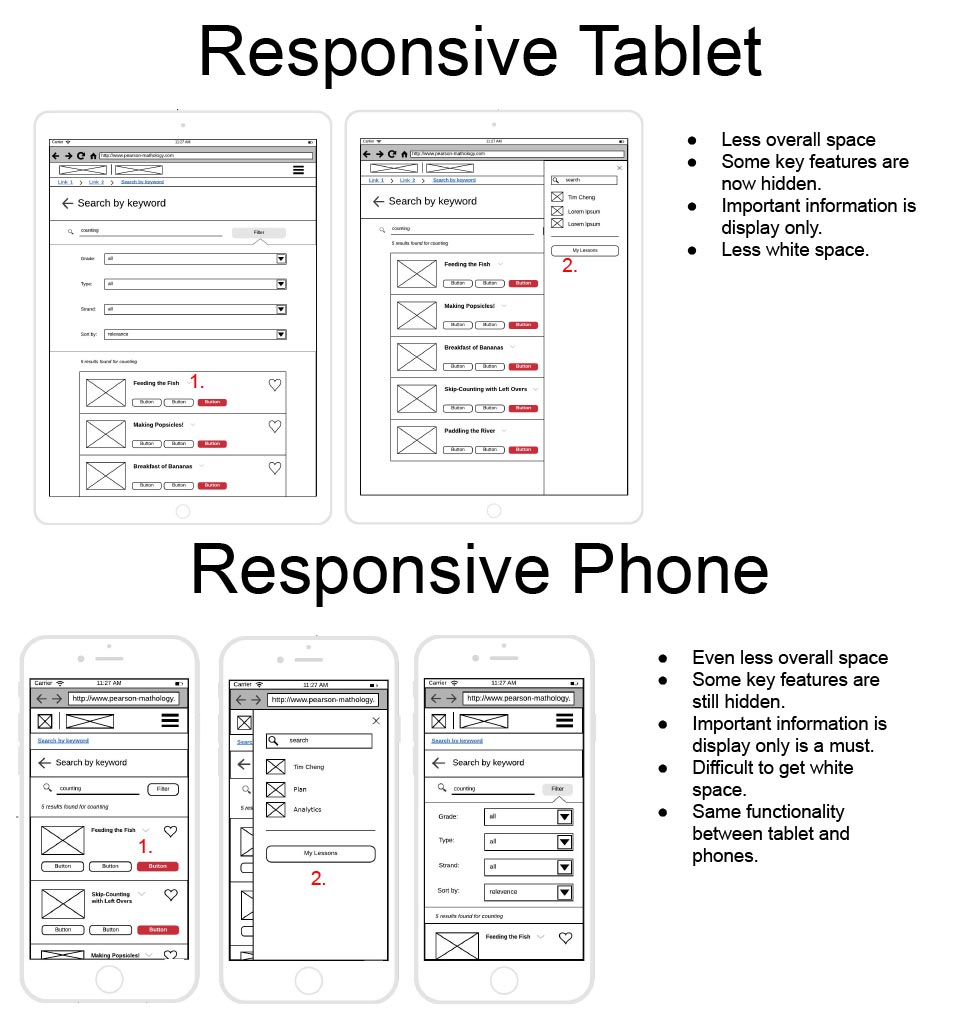 Responsive Tablet
Carrier 11:27 AM
http://www.pearson-mathology.com
Link 1 > Link 2 > Search by keyword
Search by keyword
counting Filter
Grade: all
Type: all
Strand: all
Sort by: relevance
5 results found for counting
Feeding the Fish 1.
Button Button Button
Making Popsicles!
Button Button Button
Breakfast of Bananas
Button Button Button
Carrier 11:27 AM
http://www.pearson-mathology.com
Link 1 > Link 2 > Search by keyword
Search by keyword
counting
5 results found for counting
Feeding the Fish
Button Button Button
Making Popsicles!
Button Button Button
Breakfast of Bananas
Button Button Button
Skip-Counting with Left Overs
Button Button Button
Paddling the River
Button Button Button
search
Tim Cheng
Lorem Ipsum
Lorem Ipsum
My Lessons
2.
● Less overall space
● Some key features are
now hidden.
● Important information is
display only.
● Less white space.
Responsive Phone
Carrier 11:27 AM
http://www.pearson-mathology.
Search by keyword
Search by keyword
counting Filter
5 results found for counting
Feeding the Fish
1.
Button Button Button
Skip-Counting
with Left Overs
Button Button Button
Making Popsicles!
Carrier 11:27 AM
http://www.pearson-mathology.
Searc
5 res
search
Tim Cheng
Plan
Analytics
My Lessons
2.
Carrier 11:27 AM
http://www.pearson-mathology.
Search by keyword
Search by keyword
counting Filter
Grade: all
Type: all
Strand: all
Sort by: relevence
5 results found for counting
Feeding the Fish
● Even less overall space
● Some key features are
still hidden.
● Important information is
display only is a must.
● Difficult to get white
space.
● Same functionality
between tablet and
phones.